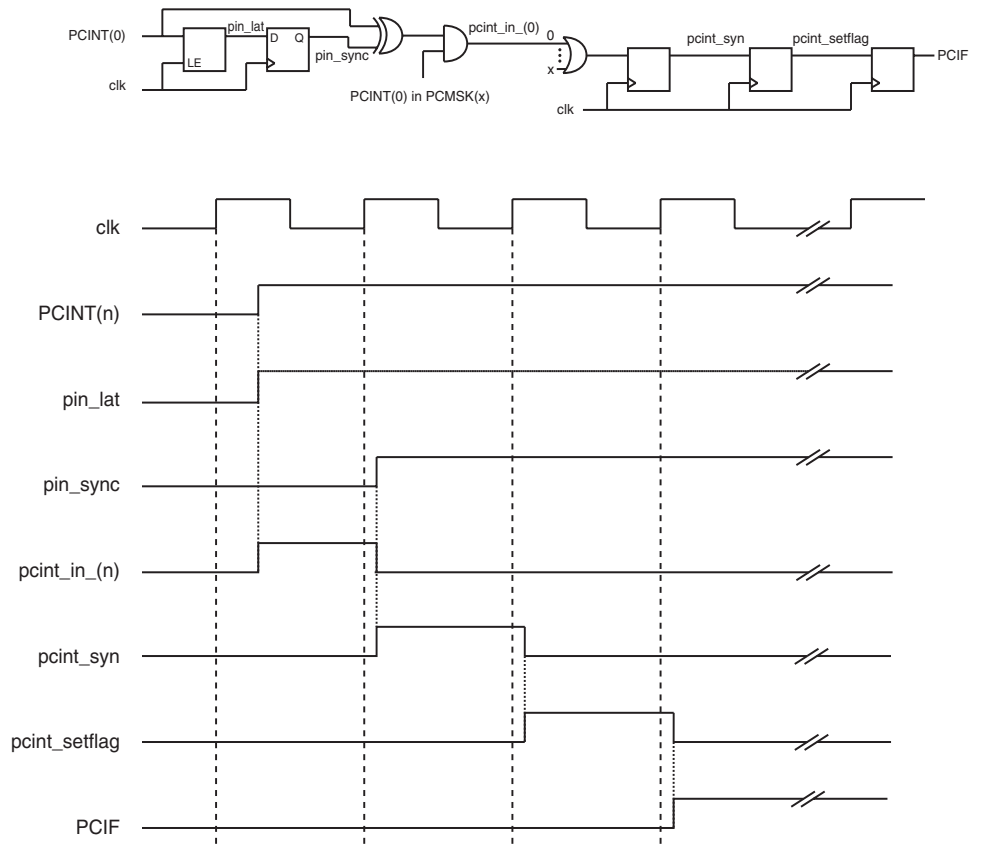 PCINT(0)
pin_lat
D Q
LE
pin_sync
clk
pcint_in_(0)
0
x
PCINT(0) in PCMSK(x)
pcint_syn
pcint_setflag
PCIF
clk
clk
PCINT(n)
pin_lat
pin_sync
pcint_in_(n)
pcint_syn
pcint_setflag
PCIF